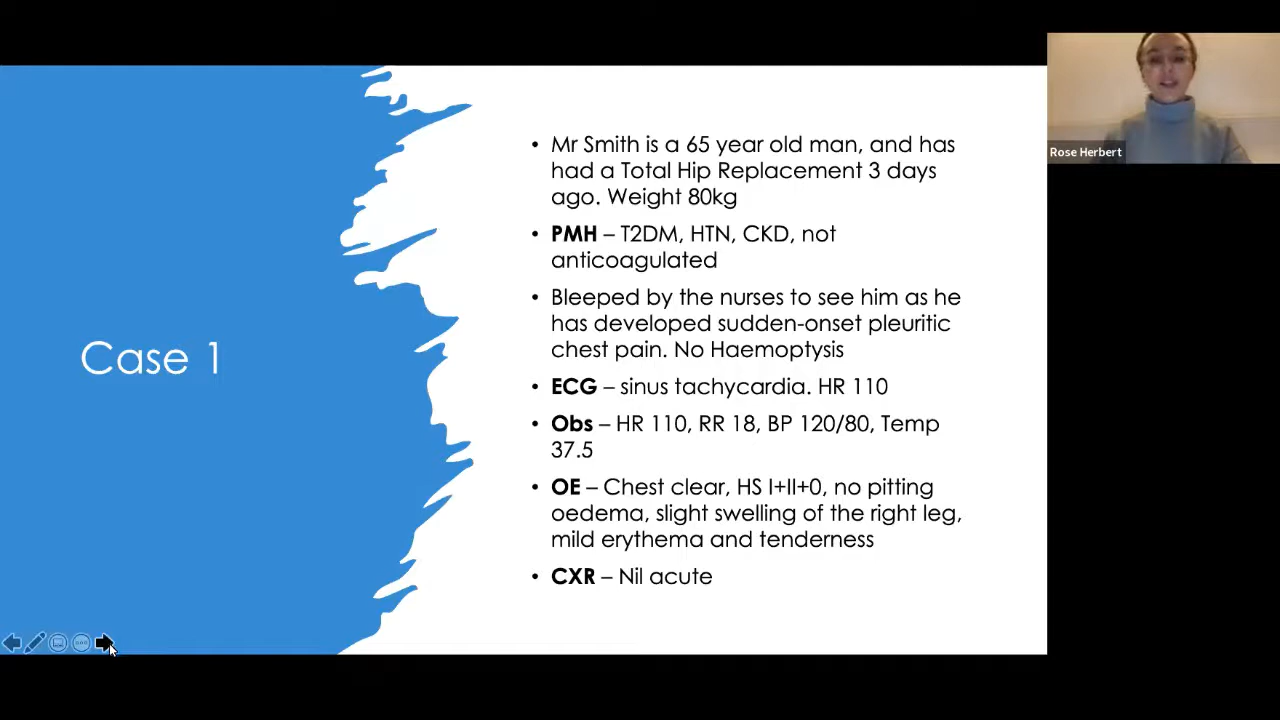 Case 1
• Mr Smith is a 65 year old man, and has
had a Total Hip Replacement 3 days
ago. Weight 80kg
• PMH – T2DM, HTN, CKD, not
anticoagulated
• Bleeped by the nurses to see him as he
has developed sudden-onset pleuritic
chest pain. No Haemoptysis
• ECG – sinus tachycardia. HR 110
• Obs – HR 110, RR 18, BP 120/80, Temp
37.5
• OE – Chest clear, HS I+II+0, no pitting
oedema, slight swelling of the right leg,
mild erythema and tenderness
• CXR – Nil acute
Rose Herbert